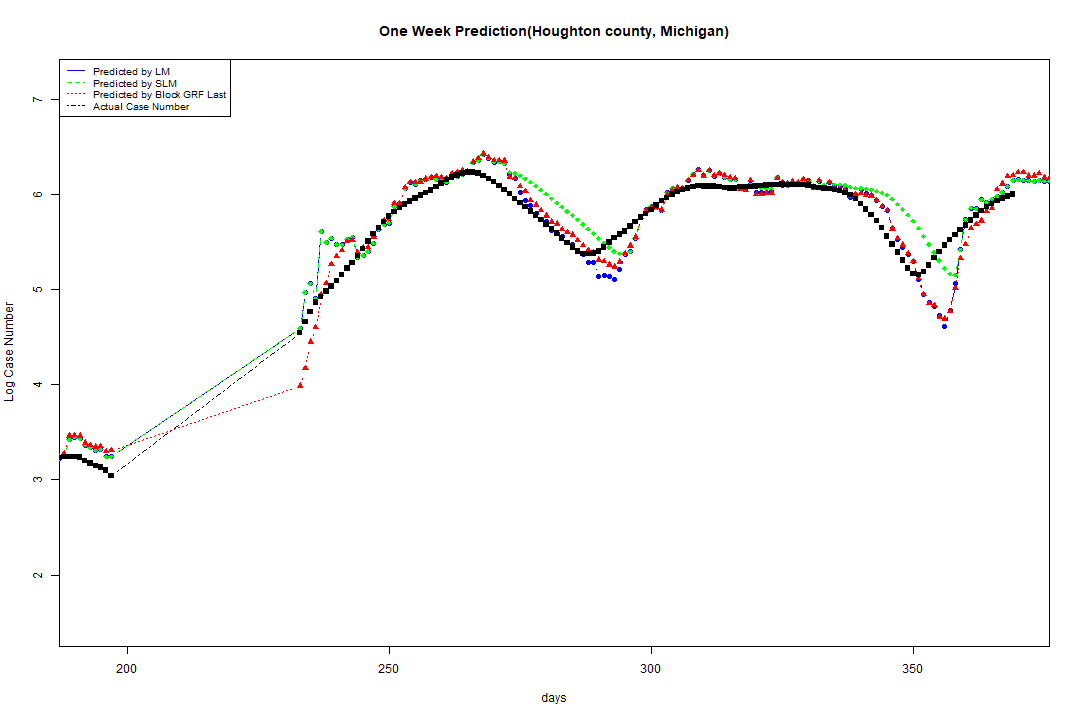 One Week Prediction(Houghton county, Michigan)
Predicted by LM
Predicted by SLM
Predicted by Block GRF Last
Actual Case Number
7
6
5
4
3
2
Log Case Number
200
250
300
350
days